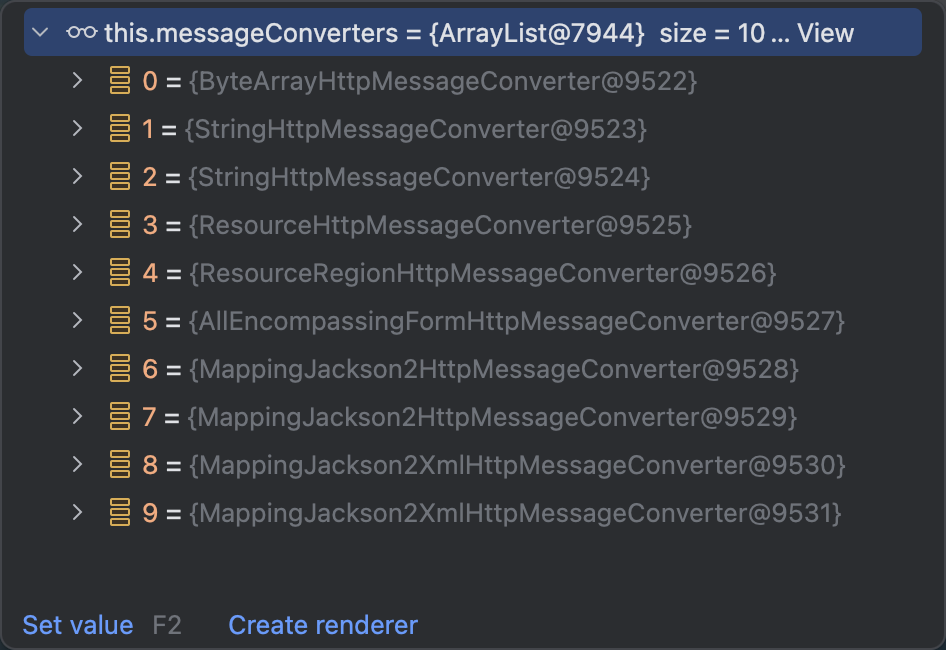 this.messageConverters = {ArrayList@7944} size = 10 ... View
0 = {ByteArrayHttpMessageConverter@9522}
1 = {StringHttpMessageConverter@9523}
2 = {StringHttpMessageConverter@9524}
3 = {ResourceHttpMessageConverter@9525}
4 = {ResourceRegionHttpMessageConverter@9526}
5 = {AllEncompassingFormHttpMessageConverter@9527}
6 = {MappingJackson2HttpMessageConverter@9528}
7 = {MappingJackson2HttpMessageConverter@9529}
8 = {MappingJackson2XmlHttpMessageConverter@9530}
9 = {MappingJackson2XmlHttpMessageConverter@9531}
Set value F2 Create renderer